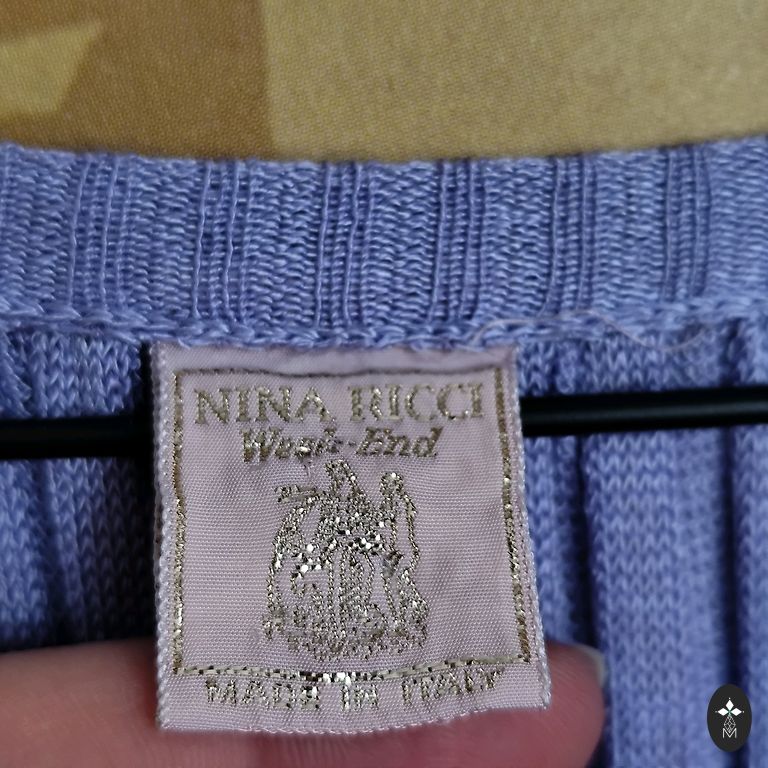 NINA RICCI
Week-End
MADE IN ITALY
M